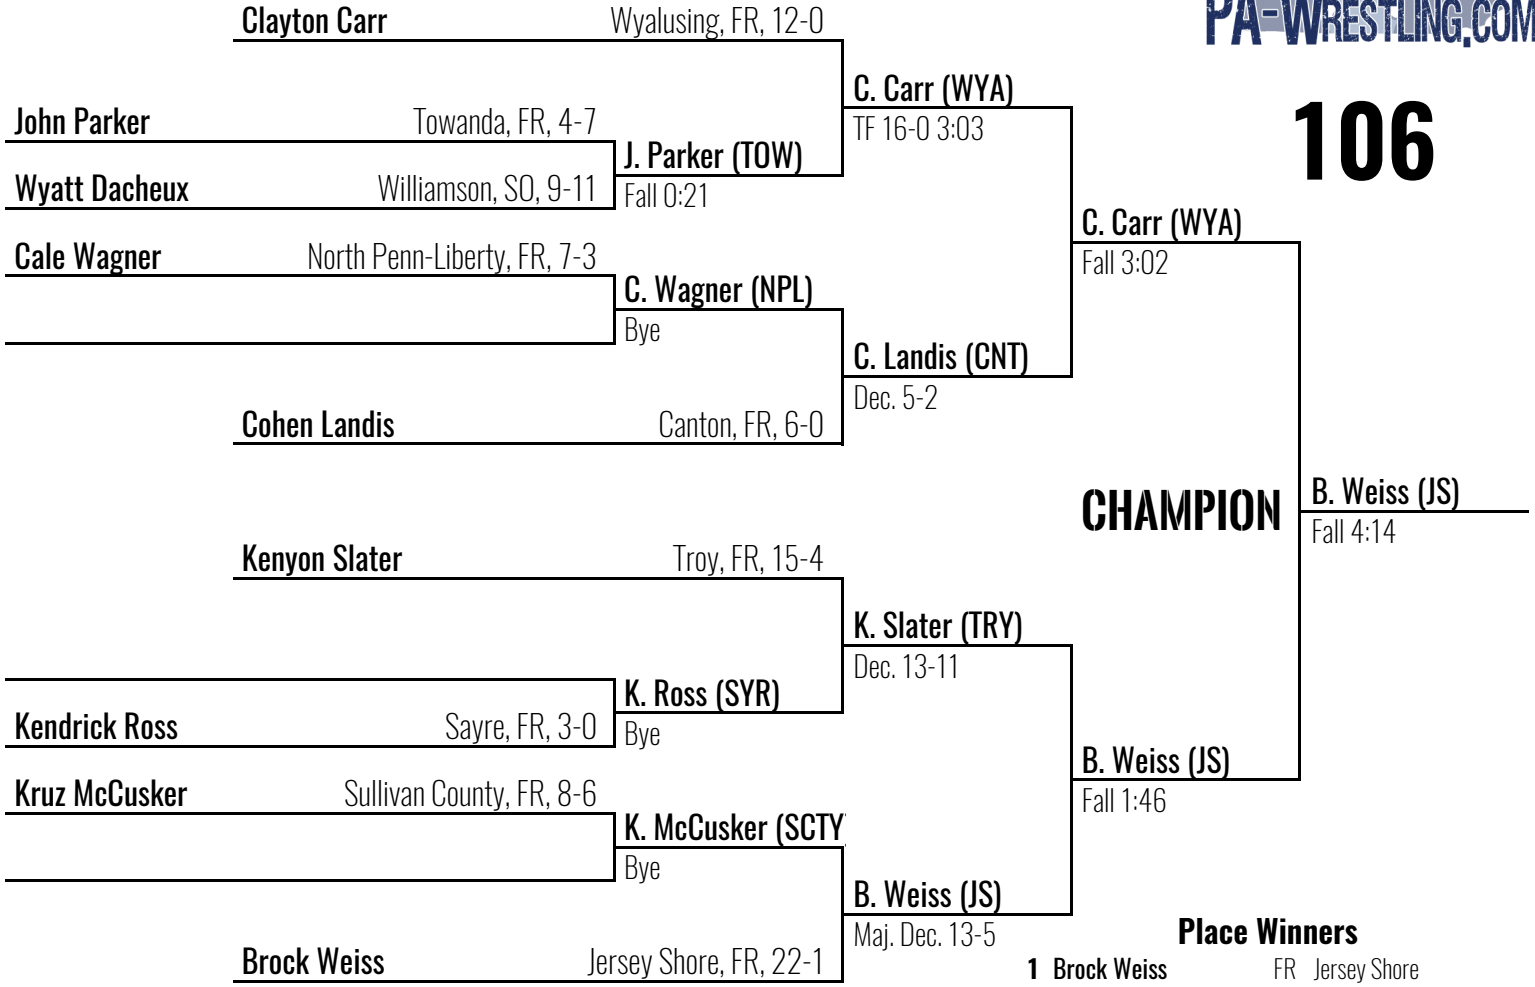 PA-WRESTLING.COM
106
Clayton Carr Wyalusing, FR, 12-0
C. Carr (WYA)
TF 16-0 3:03
John Parker Towanda, FR, 4-7
J. Parker (TOW)
Fall 0:21
Wyatt Dacheux Williamson, SO, 9-11
C. Carr (WYA)
Fall 3:02
Cale Wagner North Penn-Liberty, FR, 7-3
C. Wagner (NPL)
Bye
C. Landis (CNT)
Dec. 5-2
Cohen Landis Canton, FR, 6-0
CHAMPION
B. Weiss (JS)
Fall 4:14
Kenyon Slater Troy, FR, 15-4
K. Slater (TRY)
Dec. 13-11
K. Ross (SYR)
Bye
Kendrick Ross Sayre, FR, 3-0
B. Weiss (JS)
Fall 1:46
Kruz McCusker Sullivan County, FR, 8-6
K. McCusker (SCTY)
Bye
B. Weiss (JS)
Maj. Dec. 13-5
Brock Weiss Jersey Shore, FR, 22-1
Place Winners
1 Brock Weiss FR Jersey Shore